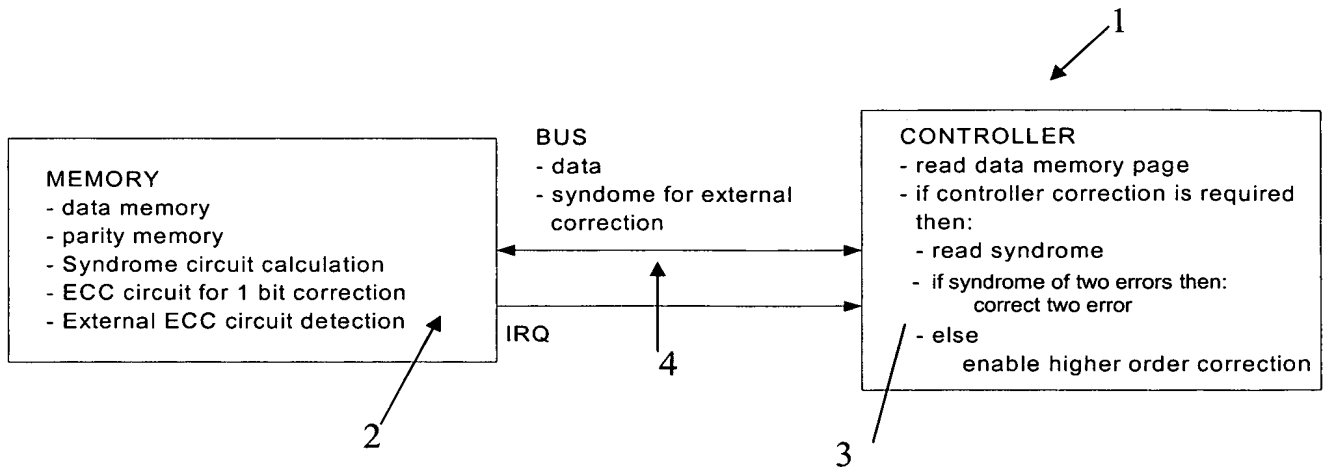 1
MEMORY
- data memory
- parity memory
- Syndrome circuit calculation
- ECC circuit for 1 bit correction
- External ECC circuit detection
2
BUS
- data
- syndome for external
correction
IRQ
4
CONTROLLER
- read data memory page
- if controller correction is required
then:
- read syndrome
- if syndrome of two errors then:
correct two error
- else
enable higher order correction
3